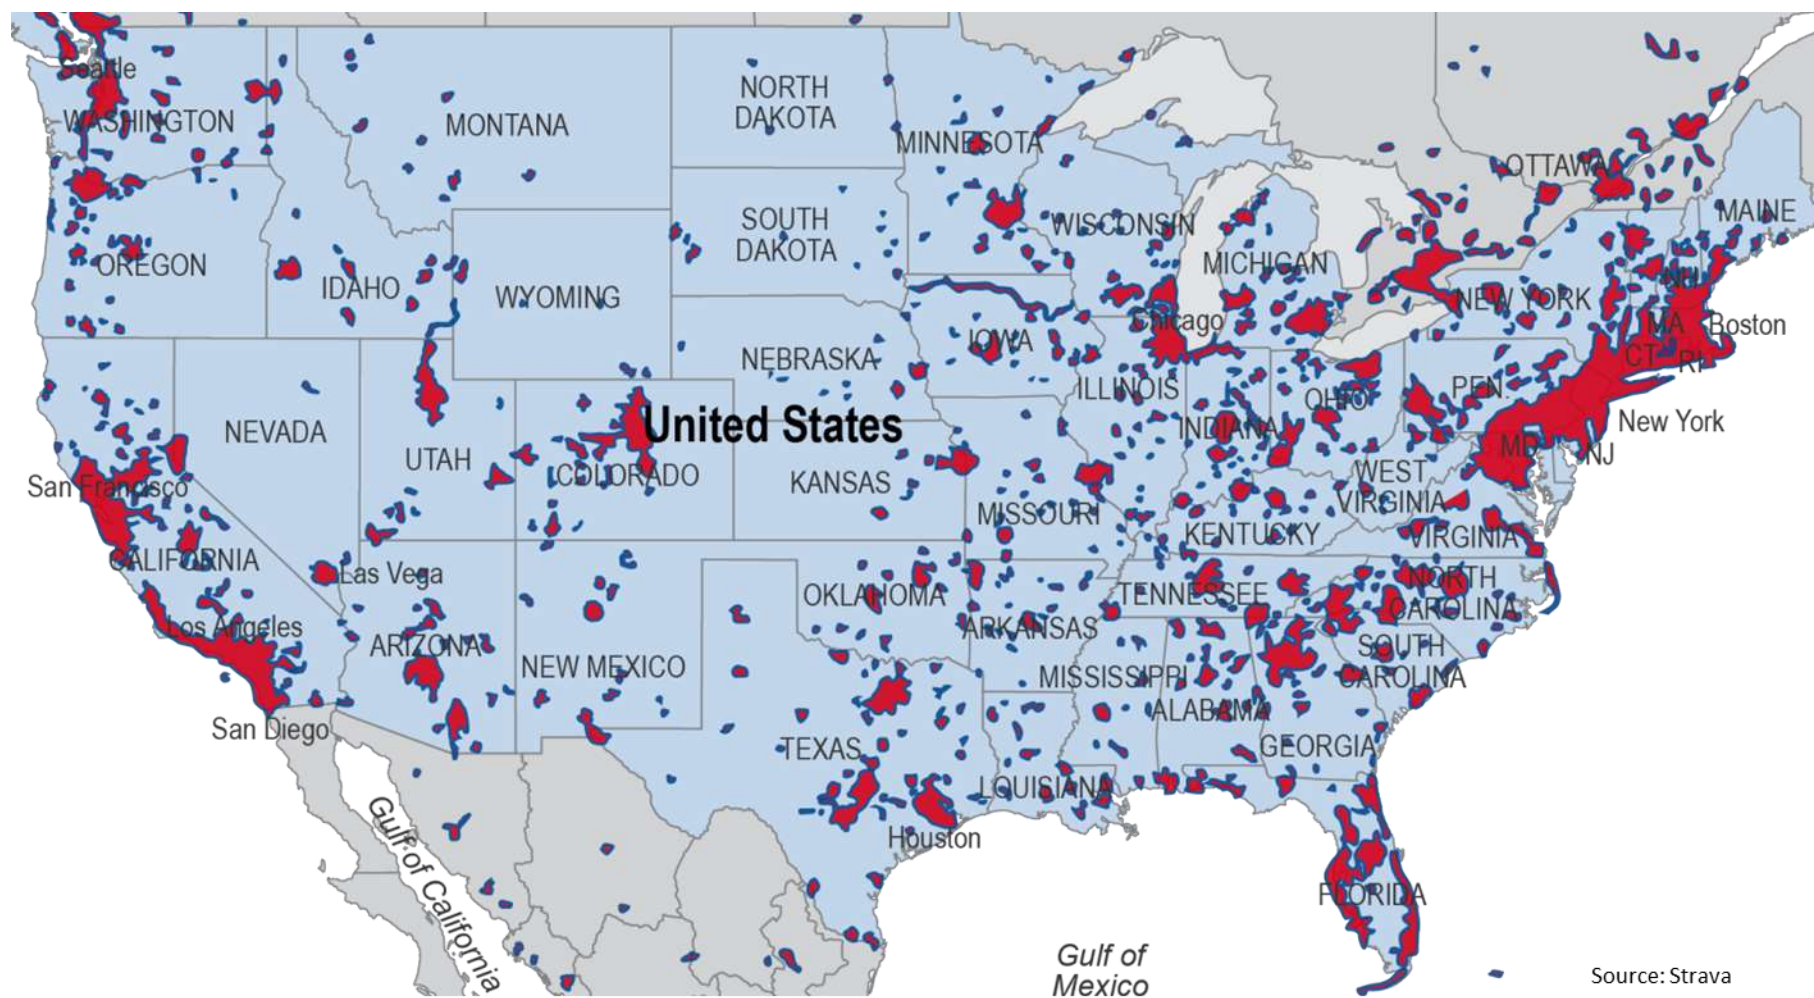 Seattle
WASHINGTON
MONTANA
NORTH
DAKOTA
MINNESOTA
OTTAWA
MAINE
SOUTH
DAKOTA
WISCONSIN
MICHIGAN
OREGON
IDAHO
WYOMING
NEW YORK
NH
MA
Boston
Chicago
IOWA
CT
RI
NEBRASKA
ILLINOIS
OHIO
PEN.
New York
NEVADA
UTAH
COLORADO
United States
KANSAS
INDIANA
MD
NJ
San Francisco
WEST
VIRGINIA
MISSOURI
KENTUCKY
VIRGINIA
CALIFORNIA
Las Vega
OKLAHOMA
TENNESSEE
NORTH
CAROLINA
Los Angeles
ARIZONA
NEW MEXICO
ARKANSAS
MISSISSIPPI
SOUTH
CAROLINA
San Diego
ALABAMA
TEXAS
GEORGIA
LOUISIANA
Houston
Gulf of California
FLORIDA
Gulf of
Mexico
Source: Strava